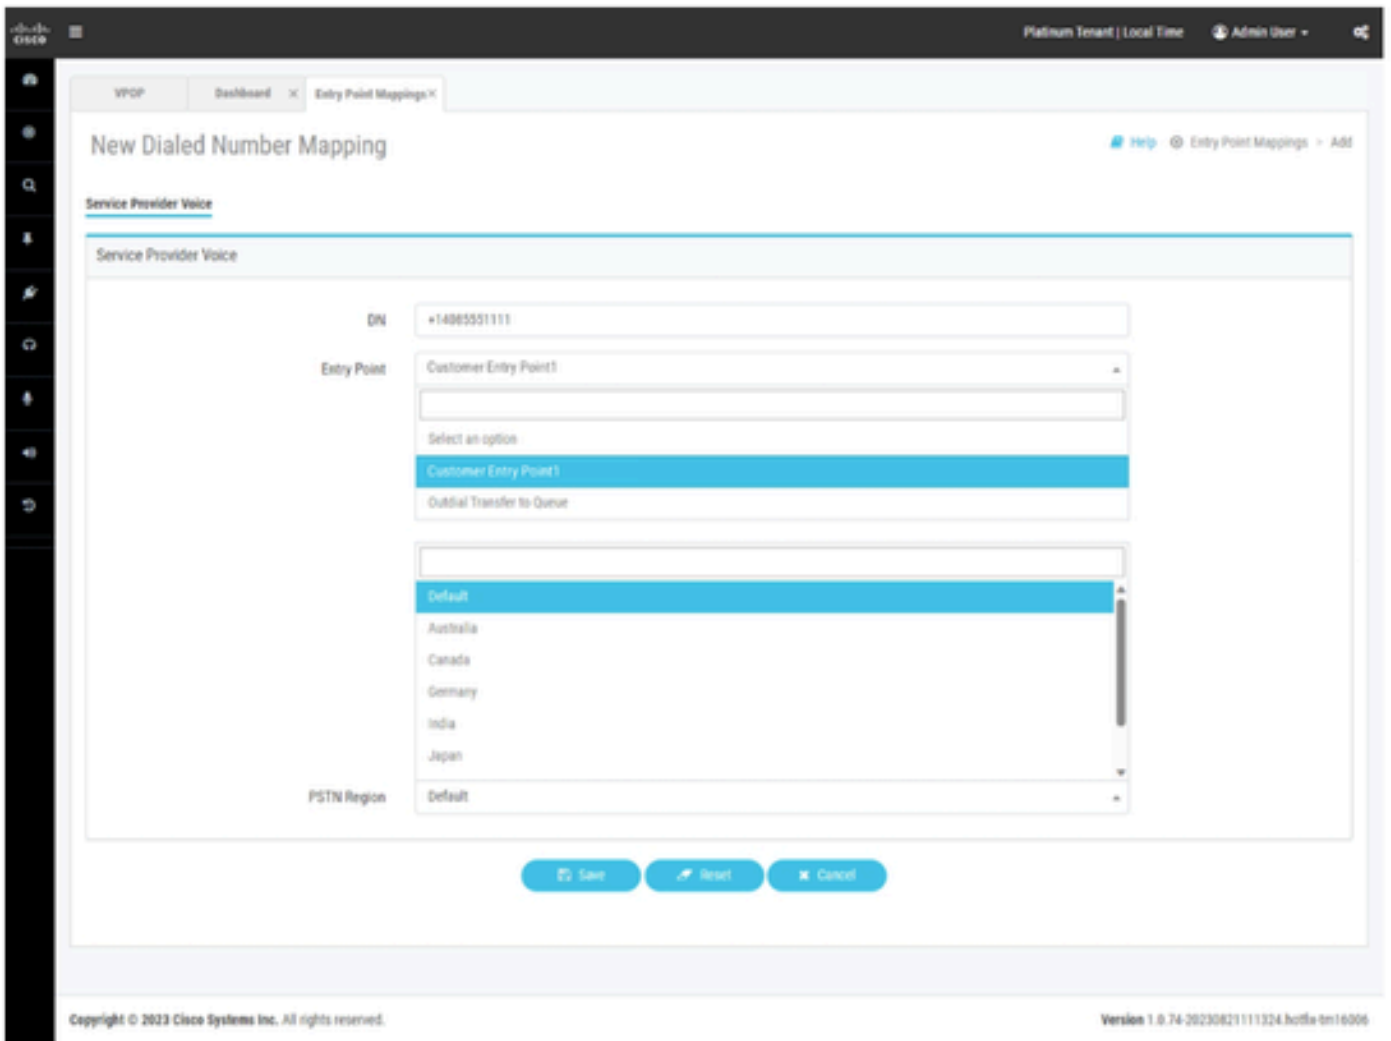 CISCO
Platinum Tenant | Local Time
Admin User
VPOP
Dashboard ×
Entry Point Mappings ×
New Dialed Number Mapping
Help
Entry Point Mappings > Add
Service Provider Voice
Service Provider Voice
DN
+14085551111
Entry Point
Customer Entry Point1
Select an option
Customer Entry Point1
Outdial Transfer to Queue
Default
Australia
Canada
Germany
India
Japan
PSTN Region
Default
Save
Reset
Cancel
Copyright © 2023 Cisco Systems Inc. All rights reserved.
Version 1.0.74-20230821111324.hotfix-tm16006